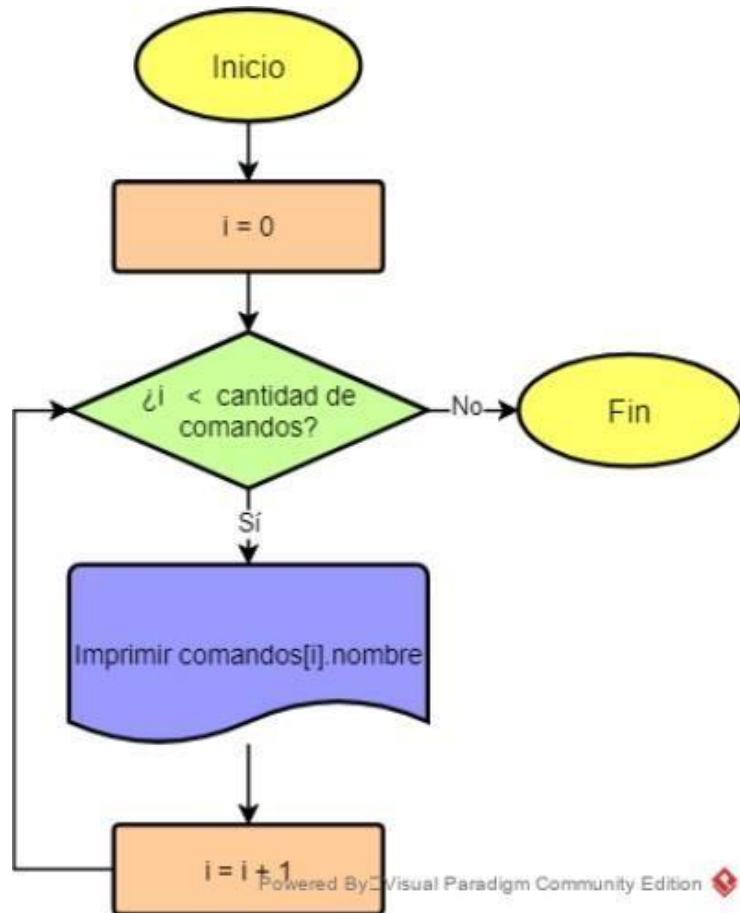 Inicio
i = 0
¿i < cantidad de
comandos?
No
Fin
Sí
Imprimir comandos[i].nombre
i = i + 1
Powered By Visual Paradigm Community Edition